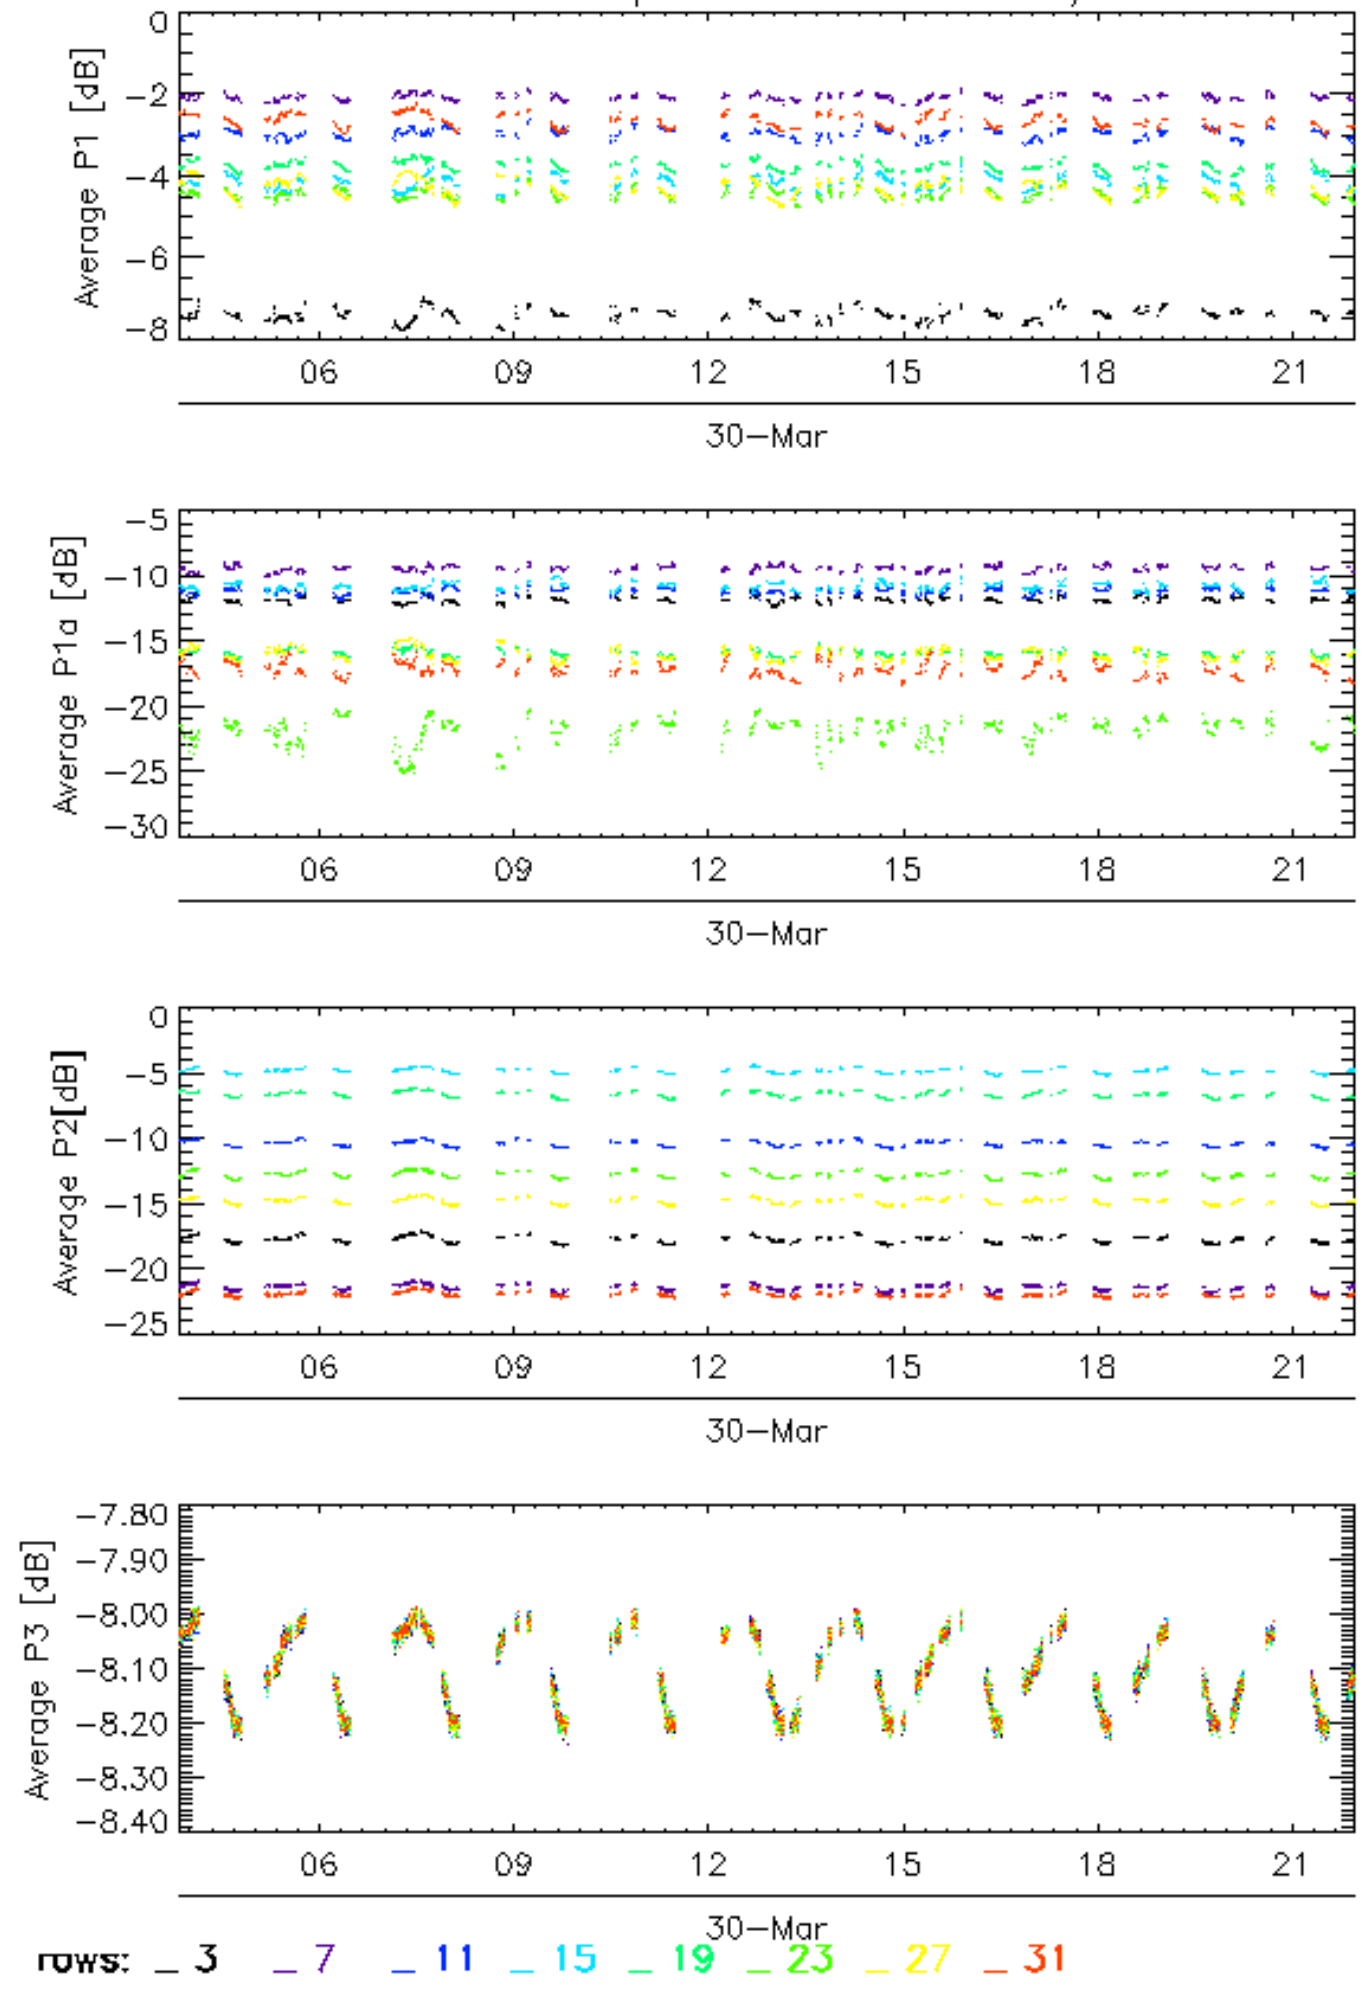 0
Average P1 [dB]
−2
−4
−6
−8
06 09 12 15 18 21
30−Mar
−5
Average P1a [dB]
−10
−15
−20
−25
−30
06 09 12 15 18 21
30−Mar
0
Average P2[dB]
−5
−10
−15
−20
−25
06 09 12 15 18 21
30−Mar
−7.80
Average P3 [dB]
−7.90
−8.00
−8.10
−8.20
−8.30
−8.40
06 09 12 15 18 21
30−Mar
rows: _ 3 _ 7 _ 11 _ 15 _ 19 _ 23 _ 27 _ 31